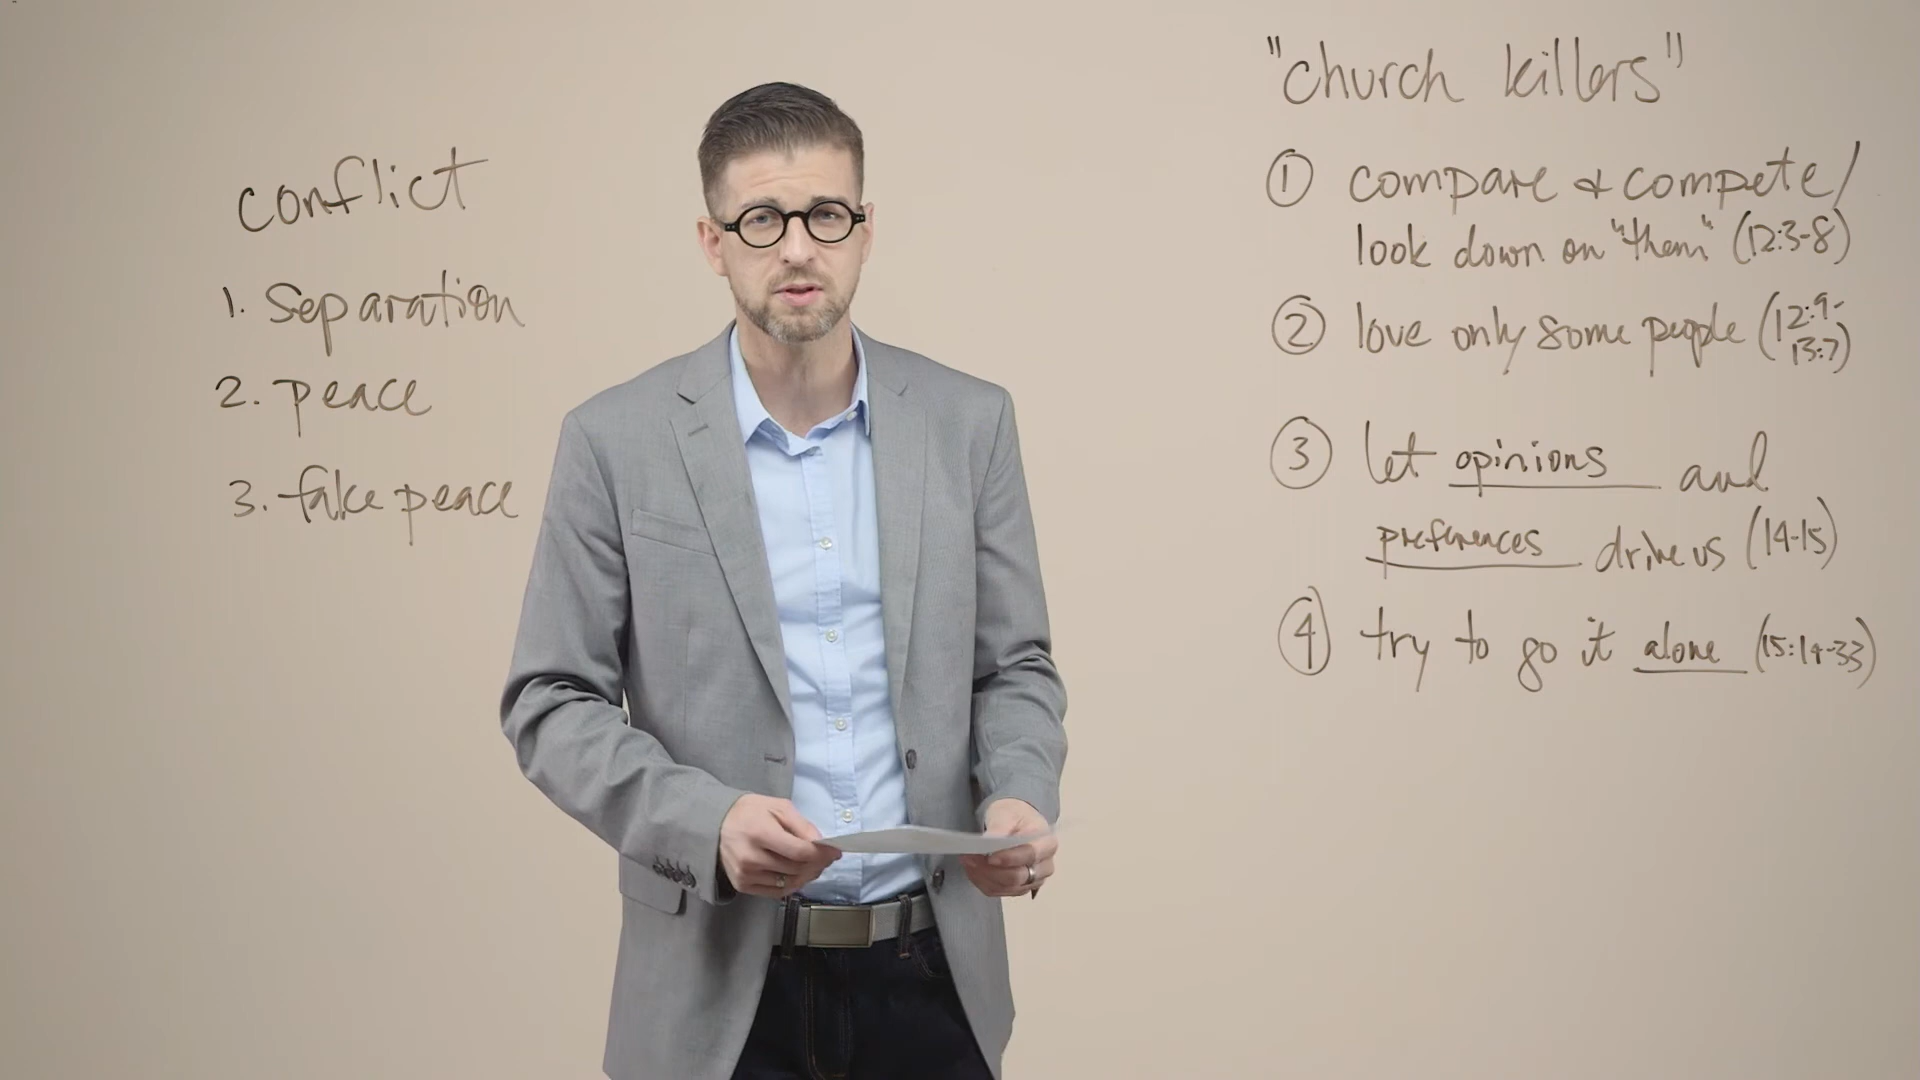 conflict
1. separation
2. peace
3. fake peace
"church killers"
① compare & compete/
look down on "them" (12:3-8)
② love only some people (12:9-
13:7)
③ let opinions and
preferences drive us (14-15)
④ try to go it alone (15:14-33)